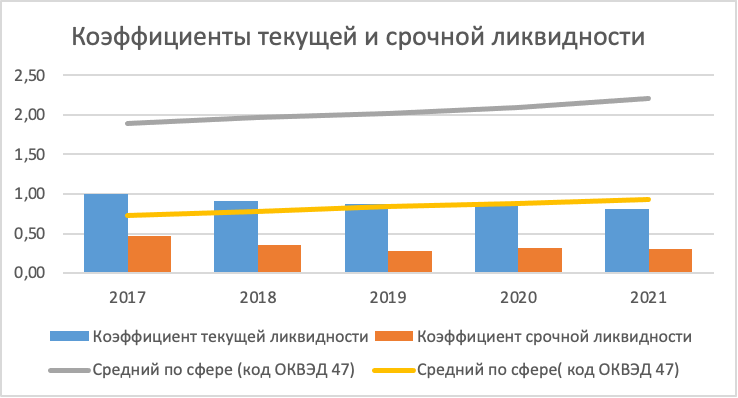 Коэффициенты текущей и срочной ликвидности
2,50
2,00
1,50
1,00
0,50
0,00
2017 2018 2019 2020 2021
Коэффициент текущей ликвидности Коэффициент срочной ликвидности
Средний по сфере (код ОКВЭД 47) Средний по сфере( код ОКВЭД 47)